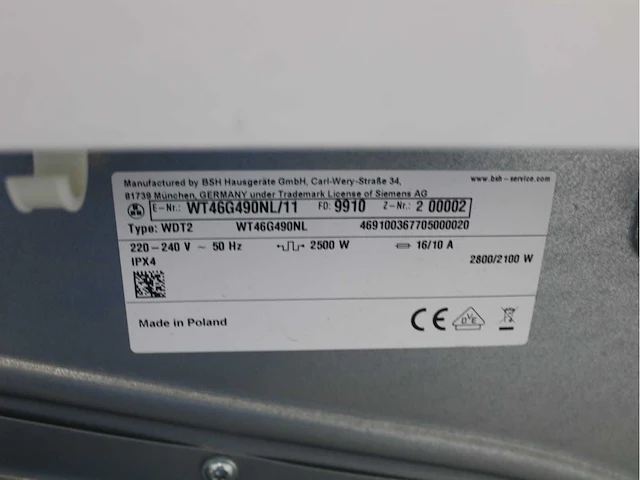 Manufactured by BSH Hausgeräte GmbH, Carl-Wery-Straße 34, www.bsh-service.com
81739 München, GERMANY under Trademark License of Siemens AG
E-Nr.: WT46G490NL/11 FD: 9910 Z-Nr.: 2 00002
Type: WDT2 WT46G490NL 469100367705000020
220-240 V ~ 50 Hz 2500 W 16/10 A
IPX4 2800/2100 W
Made in Poland CE DVE